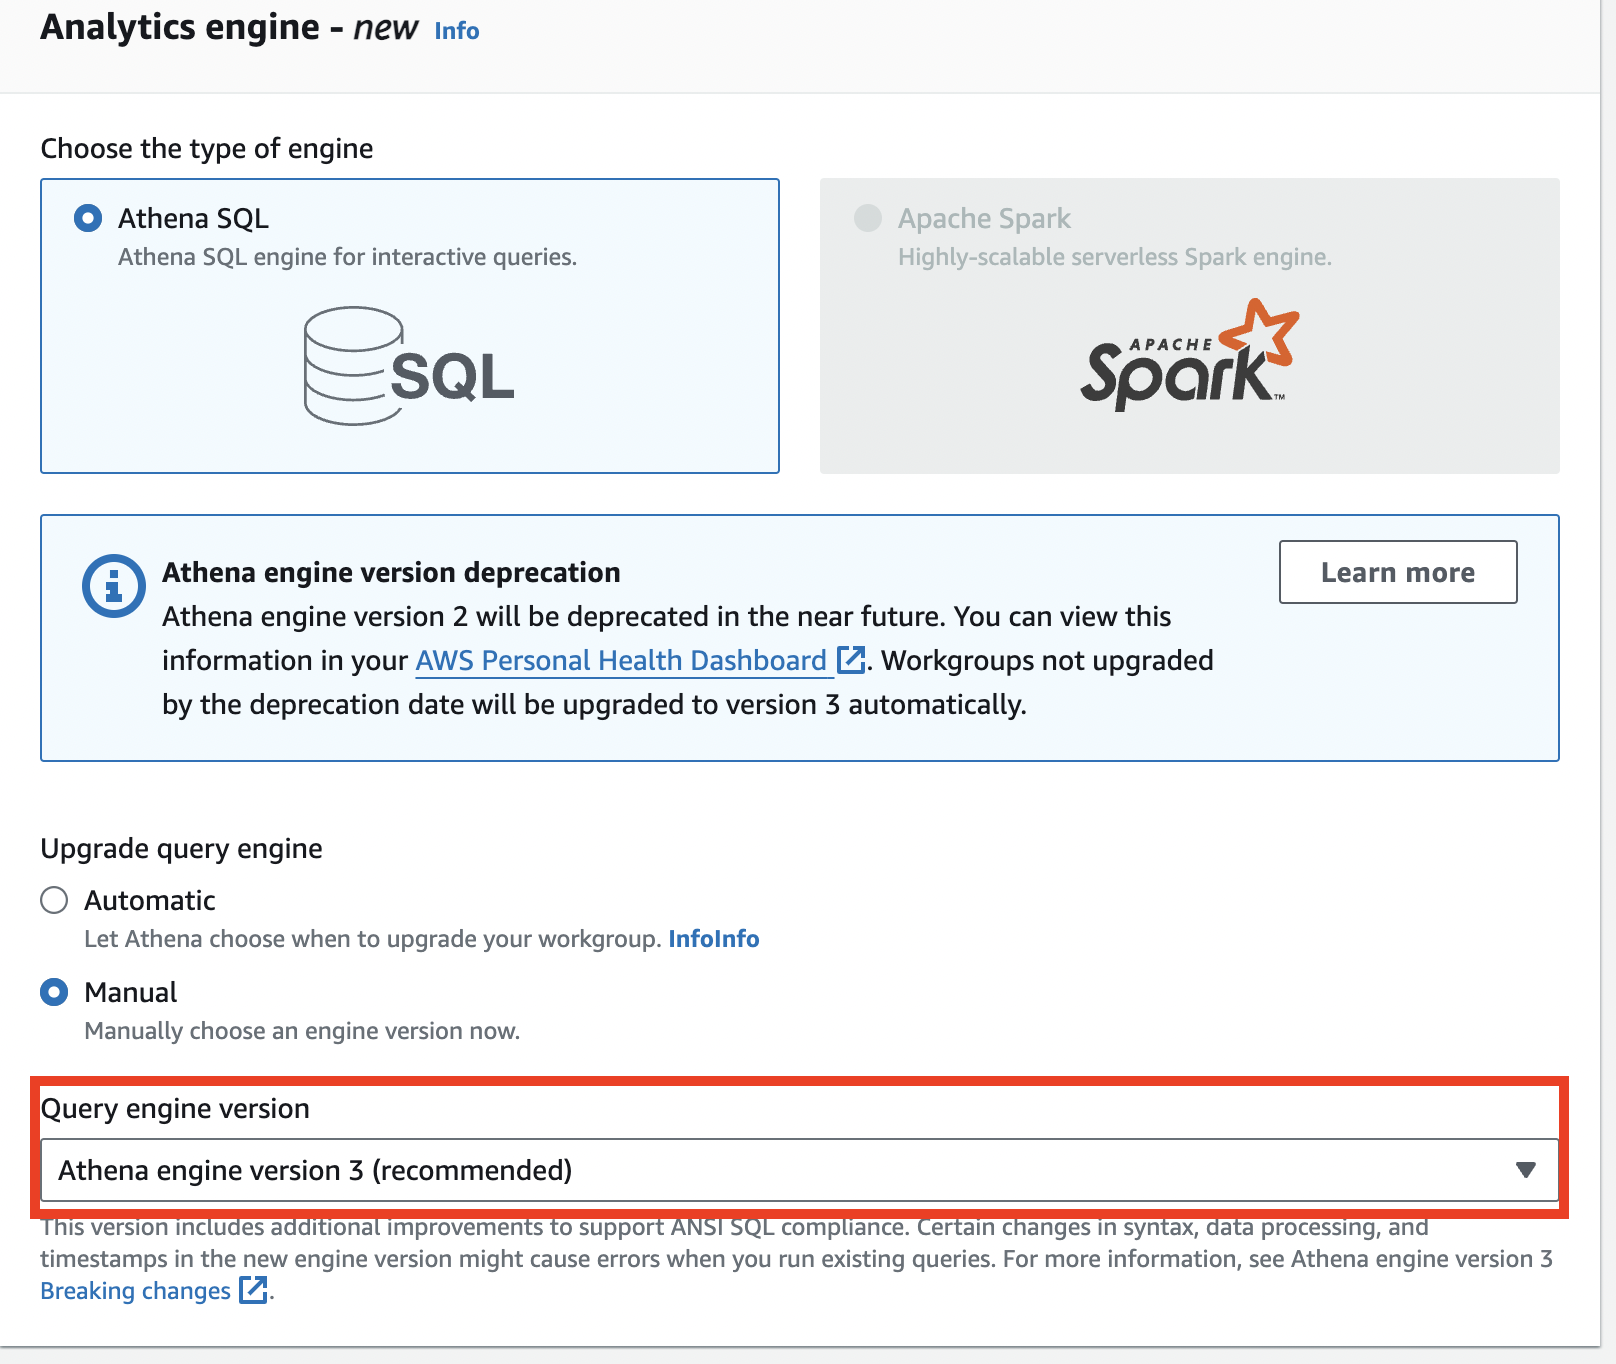 Analytics engine - new Info
Choose the type of engine
Athena SQL
Athena SQL engine for interactive queries.
SQL
Apache Spark
Highly-scalable serverless Spark engine.
APACHE
Spark™
Athena engine version deprecation
Learn more
Athena engine version 2 will be deprecated in the near future. You can view this
information in your AWS Personal Health Dashboard. Workgroups not upgraded
by the deprecation date will be upgraded to version 3 automatically.
Upgrade query engine
Automatic
Let Athena choose when to upgrade your workgroup. InfoInfo
Manual
Manually choose an engine version now.
Query engine version
Athena engine version 3 (recommended)
This version includes additional improvements to support ANSI SQL compliance. Certain changes in syntax, data processing, and
timestamps in the new engine version might cause errors when you run existing queries. For more information, see Athena engine version 3
Breaking changes.